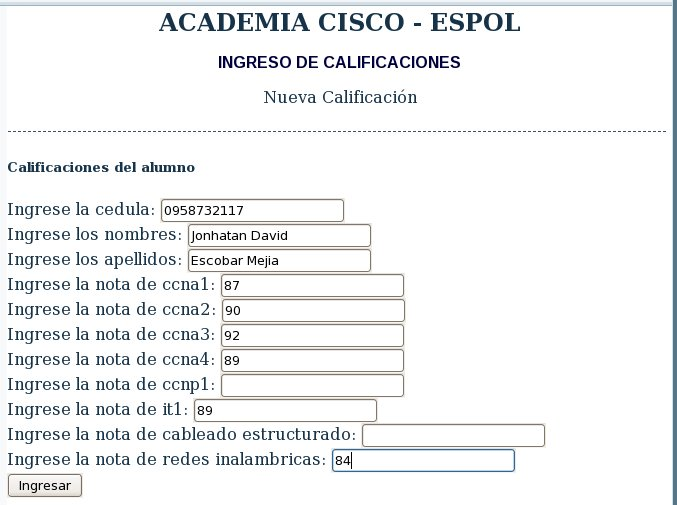 ACADEMIA CISCO - ESPOL
INGRESO DE CALIFICACIONES
Nueva Calificación
Calificaciones del alumno
Ingrese la cedula: 0958732117
Ingrese los nombres: Jonhatan David
Ingrese los apellidos: Escobar Mejia
Ingrese la nota de ccna1: 87
Ingrese la nota de ccna2: 90
Ingrese la nota de ccna3: 92
Ingrese la nota de ccna4: 89
Ingrese la nota de ccnp1:
Ingrese la nota de it1: 89
Ingrese la nota de cableado estructurado:
Ingrese la nota de redes inalambricas: 84
Ingresar